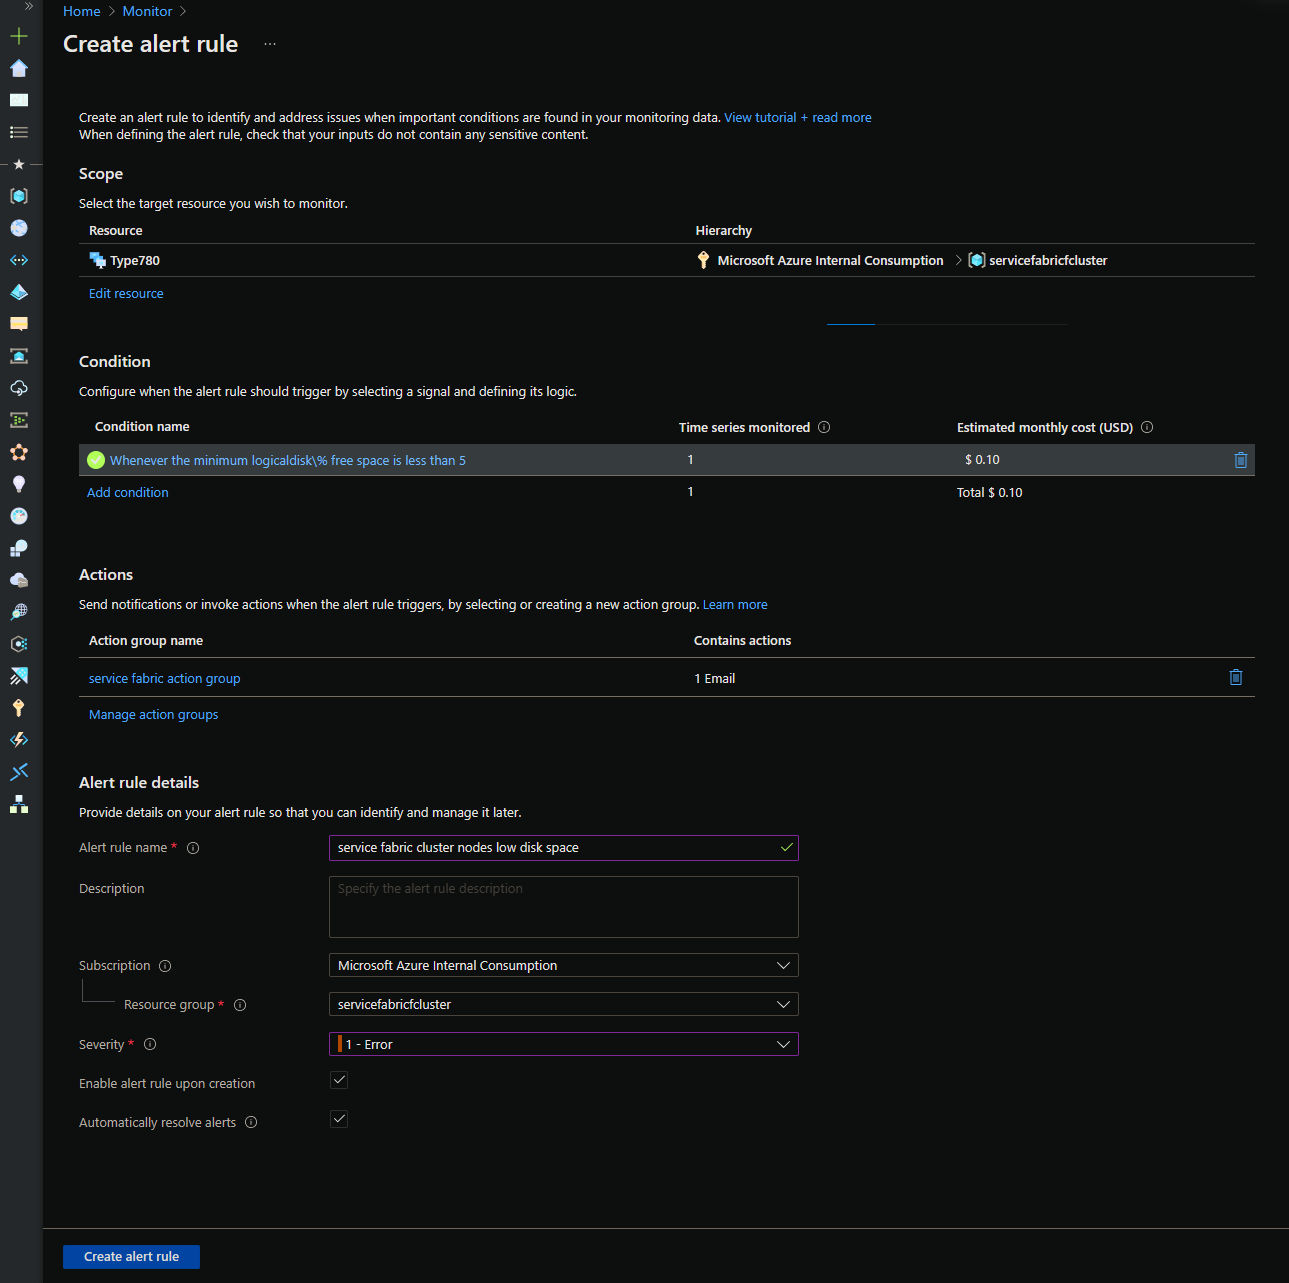 Home > Monitor >
Create alert rule ...
Create an alert rule to identify and address issues when important conditions are found in your monitoring data. View tutorial + read more
When defining the alert rule, check that your inputs do not contain any sensitive content.
Scope
Select the target resource you wish to monitor.
Resource Hierarchy
Type780 Microsoft Azure Internal Consumption > servicefabricfcluster
Edit resource
Condition
Configure when the alert rule should trigger by selecting a signal and defining its logic.
Condition name Time series monitored Estimated monthly cost (USD)
Whenever the minimum logicaldisk\% free space is less than 5 1 $ 0.10
Add condition 1 Total $ 0.10
Actions
Send notifications or invoke actions when the alert rule triggers, by selecting or creating a new action group. Learn more
Action group name Contains actions
service fabric action group 1 Email
Manage action groups
Alert rule details
Provide details on your alert rule so that you can identify and manage it later.
Alert rule name * service fabric cluster nodes low disk space
Description Specify the alert rule description
Subscription Microsoft Azure Internal Consumption
Resource group * servicefabricfcluster
Severity * 1 - Error
Enable alert rule upon creation
Automatically resolve alerts
Create alert rule